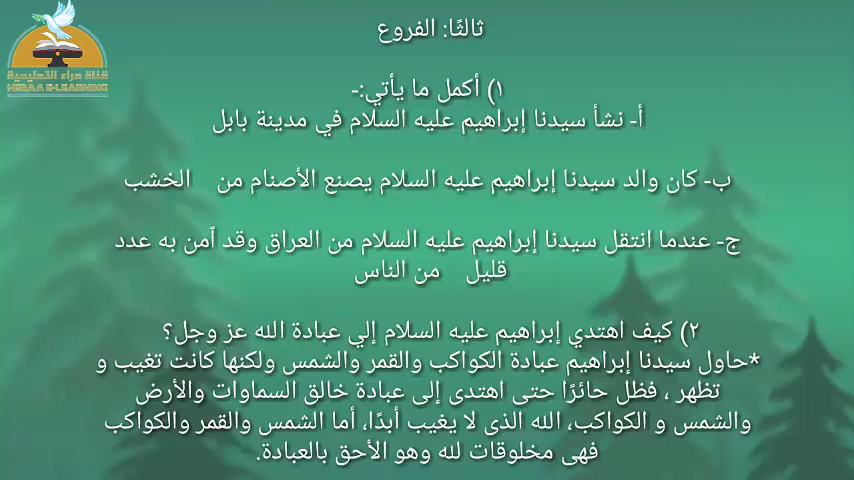 قناة حراء التعليمية
HERAA E-LEARNING
ثالثًا: الفروع
١) أكمل ما يأتي:-
أ- نشأ سيدنا إبراهيم عليه السلام في مدينة بابل
ب- كان والد سيدنا إبراهيم عليه السلام يصنع الأصنام من الخشب
ج- عندما انتقل سيدنا إبراهيم عليه السلام من العراق وقد آمن به عدد
قليل من الناس
٢) كيف اهتدي إبراهيم عليه السلام إلي عبادة الله عز وجل؟
*حاول سيدنا إبراهيم عبادة الكواكب والقمر والشمس ولكنها كانت تغيب و
تظهر ، فظل حائرًا حتى اهتدى إلى عبادة خالق السماوات والأرض
والشمس و الكواكب، الله الذى لا يغيب أبدًا، أما الشمس والقمر والكواكب
فهى مخلوقات لله وهو الأحق بالعبادة.